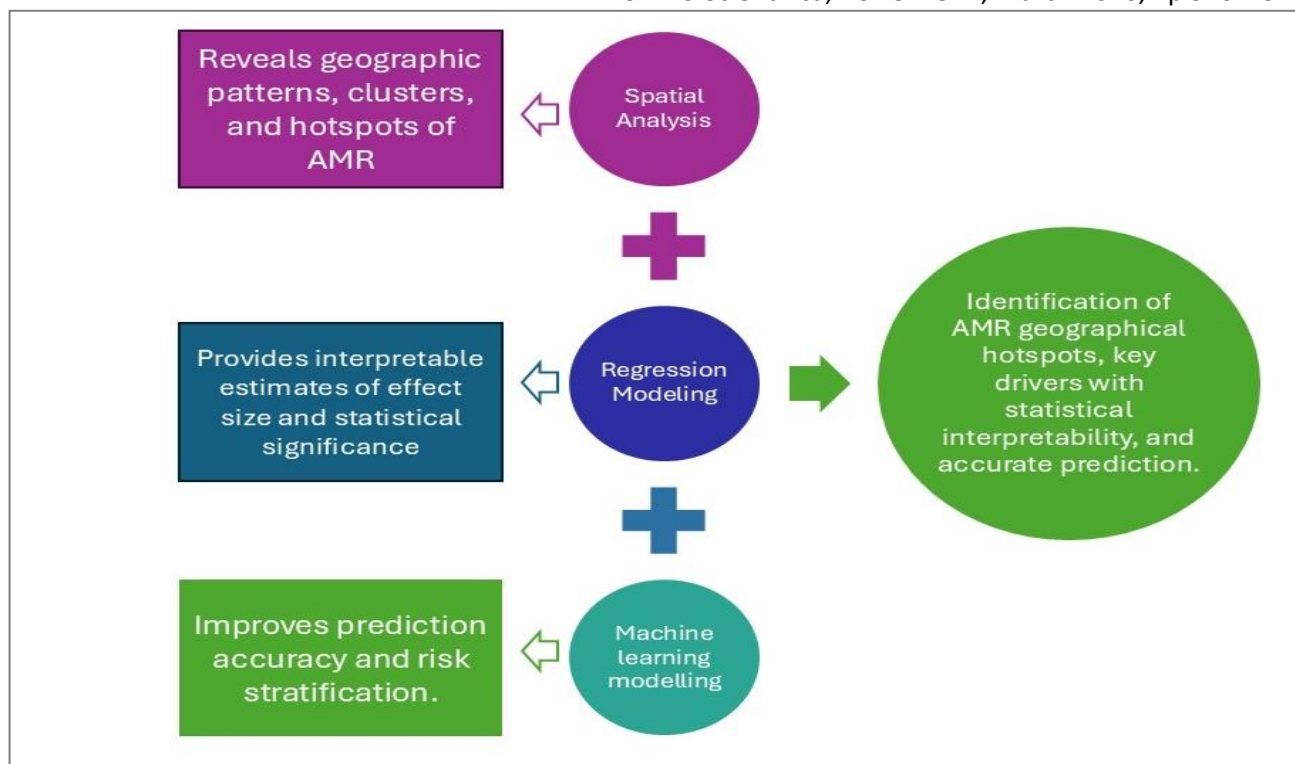 Reveals geographic
patterns, clusters,
and hotspots of
AMR
Spatial
Analysis
Provides interpretable
estimates of effect
size and statistical
significance
Regression
Modeling
Identification of
AMR geographical
hotspots, key
drivers with
statistical
interpretability, and
accurate prediction.
Improves prediction
accuracy and risk
stratification.
Machine
learning
modelling